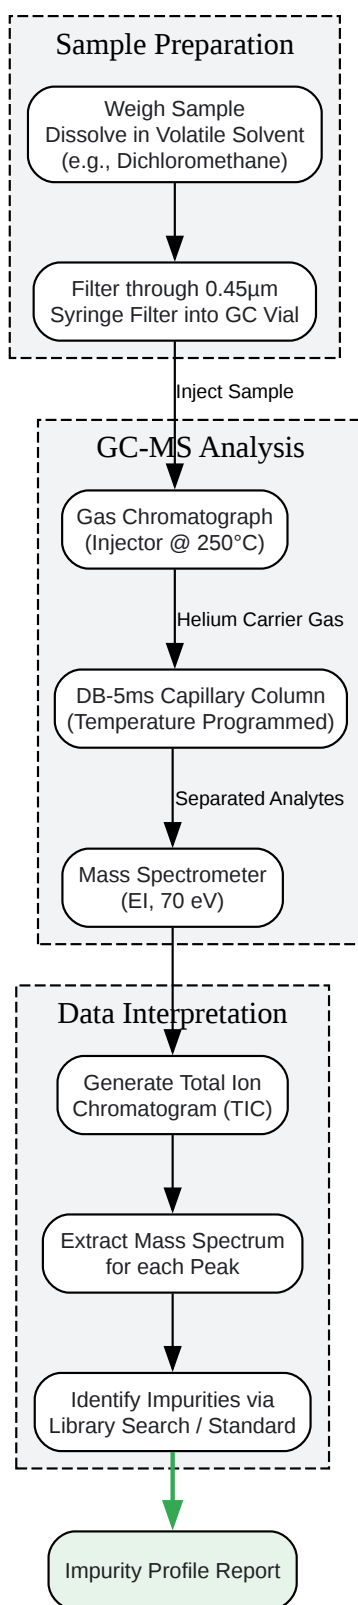 Sample Preparation
Weigh Sample
Dissolve in Volatile Solvent
(e.g., Dichloromethane)
Filter through 0.45µm
Syringe Filter into GC Vial
Inject Sample
GC-MS Analysis
Gas Chromatograph
(Injector @ 250°C)
Helium Carrier Gas
DB-5ms Capillary Column
(Temperature Programmed)
Separated Analytes
Mass Spectrometer
(EI, 70 eV)
Data Interpretation
Generate Total Ion
Chromatogram (TIC)
Extract Mass Spectrum
for each Peak
Identify Impurities via
Library Search / Standard
Impurity Profile Report